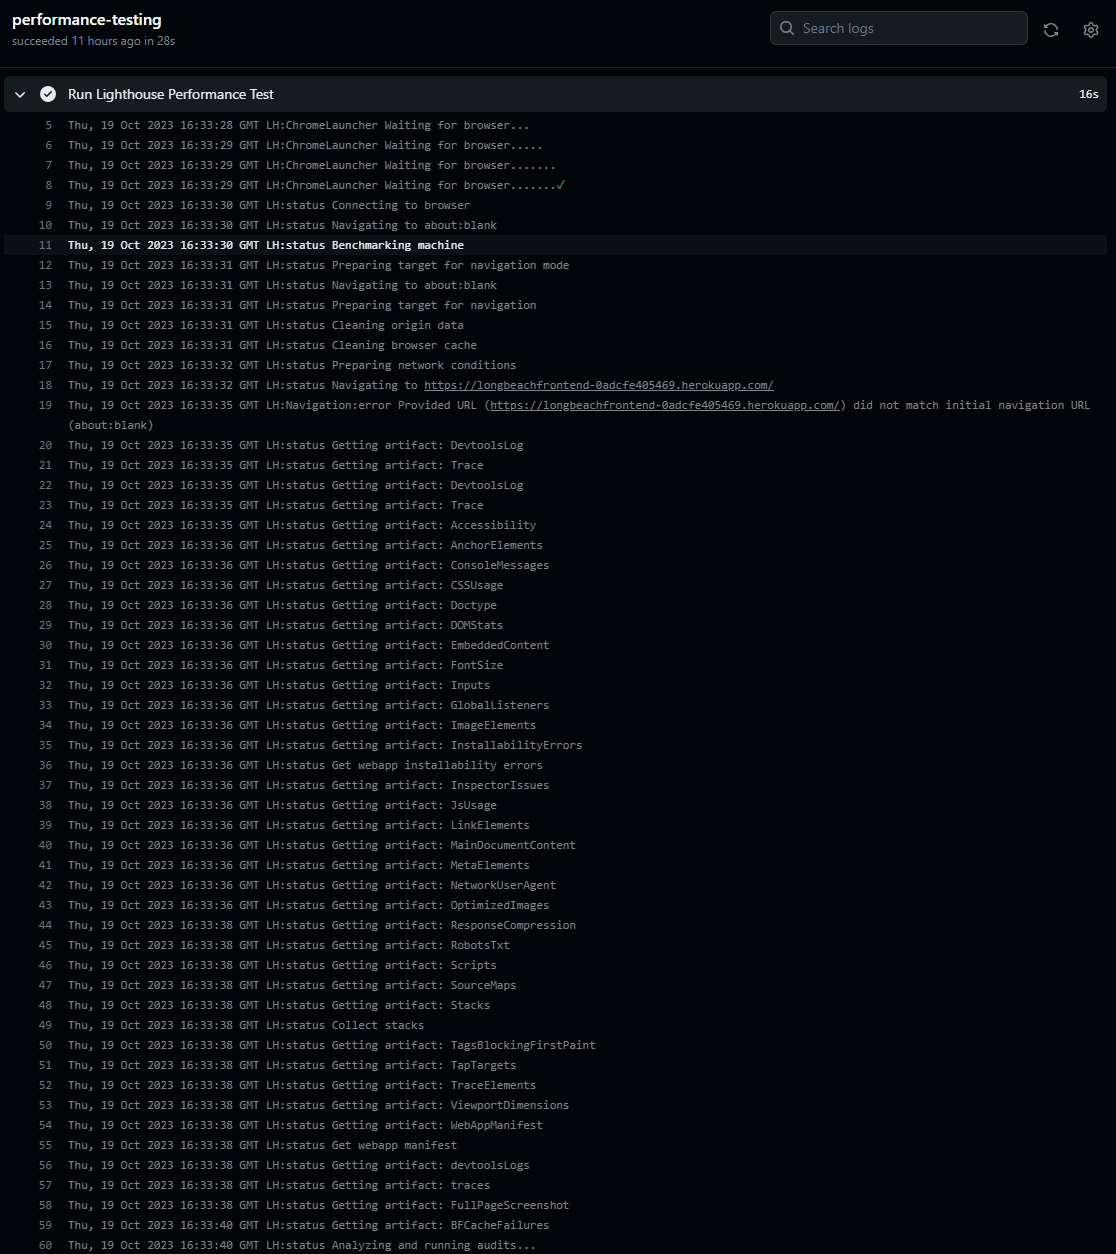 performance-testing
succeeded 11 hours ago in 28s
Search logs
Run Lighthouse Performance Test 16s
5 Thu, 19 Oct 2023 16:33:28 GMT LH:ChromeLauncher Waiting for browser...
6 Thu, 19 Oct 2023 16:33:29 GMT LH:ChromeLauncher Waiting for browser.....
7 Thu, 19 Oct 2023 16:33:29 GMT LH:ChromeLauncher Waiting for browser.......
8 Thu, 19 Oct 2023 16:33:29 GMT LH:ChromeLauncher Waiting for browser.......✓
9 Thu, 19 Oct 2023 16:33:30 GMT LH:status Connecting to browser
10 Thu, 19 Oct 2023 16:33:30 GMT LH:status Navigating to about:blank
11 Thu, 19 Oct 2023 16:33:30 GMT LH:status Benchmarking machine
12 Thu, 19 Oct 2023 16:33:31 GMT LH:status Preparing target for navigation mode
13 Thu, 19 Oct 2023 16:33:31 GMT LH:status Navigating to about:blank
14 Thu, 19 Oct 2023 16:33:31 GMT LH:status Preparing target for navigation
15 Thu, 19 Oct 2023 16:33:31 GMT LH:status Cleaning origin data
16 Thu, 19 Oct 2023 16:33:31 GMT LH:status Cleaning browser cache
17 Thu, 19 Oct 2023 16:33:32 GMT LH:status Preparing network conditions
18 Thu, 19 Oct 2023 16:33:32 GMT LH:status Navigating to https://longbeachfrontend-0adcfe405469.herokuapp.com/
19 Thu, 19 Oct 2023 16:33:35 GMT LH:Navigation:error Provided URL (https://longbeachfrontend-0adcfe405469.herokuapp.com/) did not match initial navigation URL
(about:blank)
20 Thu, 19 Oct 2023 16:33:35 GMT LH:status Getting artifact: DevtoolsLog
21 Thu, 19 Oct 2023 16:33:35 GMT LH:status Getting artifact: Trace
22 Thu, 19 Oct 2023 16:33:35 GMT LH:status Getting artifact: DevtoolsLog
23 Thu, 19 Oct 2023 16:33:35 GMT LH:status Getting artifact: Trace
24 Thu, 19 Oct 2023 16:33:35 GMT LH:status Getting artifact: Accessibility
25 Thu, 19 Oct 2023 16:33:36 GMT LH:status Getting artifact: AnchorElements
26 Thu, 19 Oct 2023 16:33:36 GMT LH:status Getting artifact: ConsoleMessages
27 Thu, 19 Oct 2023 16:33:36 GMT LH:status Getting artifact: CSSUsage
28 Thu, 19 Oct 2023 16:33:36 GMT LH:status Getting artifact: Doctype
29 Thu, 19 Oct 2023 16:33:36 GMT LH:status Getting artifact: DOMStats
30 Thu, 19 Oct 2023 16:33:36 GMT LH:status Getting artifact: EmbeddedContent
31 Thu, 19 Oct 2023 16:33:36 GMT LH:status Getting artifact: FontSize
32 Thu, 19 Oct 2023 16:33:36 GMT LH:status Getting artifact: Inputs
33 Thu, 19 Oct 2023 16:33:36 GMT LH:status Getting artifact: GlobalListeners
34 Thu, 19 Oct 2023 16:33:36 GMT LH:status Getting artifact: ImageElements
35 Thu, 19 Oct 2023 16:33:36 GMT LH:status Getting artifact: InstallabilityErrors
36 Thu, 19 Oct 2023 16:33:36 GMT LH:status Get webapp installability errors
37 Thu, 19 Oct 2023 16:33:36 GMT LH:status Getting artifact: InspectorIssues
38 Thu, 19 Oct 2023 16:33:36 GMT LH:status Getting artifact: JsUsage
39 Thu, 19 Oct 2023 16:33:36 GMT LH:status Getting artifact: LinkElements
40 Thu, 19 Oct 2023 16:33:36 GMT LH:status Getting artifact: MainDocumentContent
41 Thu, 19 Oct 2023 16:33:36 GMT LH:status Getting artifact: MetaElements
42 Thu, 19 Oct 2023 16:33:36 GMT LH:status Getting artifact: NetworkUserAgent
43 Thu, 19 Oct 2023 16:33:36 GMT LH:status Getting artifact: OptimizedImages
44 Thu, 19 Oct 2023 16:33:38 GMT LH:status Getting artifact: ResponseCompression
45 Thu, 19 Oct 2023 16:33:38 GMT LH:status Getting artifact: RobotsTxt
46 Thu, 19 Oct 2023 16:33:38 GMT LH:status Getting artifact: Scripts
47 Thu, 19 Oct 2023 16:33:38 GMT LH:status Getting artifact: SourceMaps
48 Thu, 19 Oct 2023 16:33:38 GMT LH:status Getting artifact: Stacks
49 Thu, 19 Oct 2023 16:33:38 GMT LH:status Collect stacks
50 Thu, 19 Oct 2023 16:33:38 GMT LH:status Getting artifact: TagsBlockingFirstPaint
51 Thu, 19 Oct 2023 16:33:38 GMT LH:status Getting artifact: TapTargets
52 Thu, 19 Oct 2023 16:33:38 GMT LH:status Getting artifact: TraceElements
53 Thu, 19 Oct 2023 16:33:38 GMT LH:status Getting artifact: ViewportDimensions
54 Thu, 19 Oct 2023 16:33:38 GMT LH:status Getting artifact: WebAppManifest
55 Thu, 19 Oct 2023 16:33:38 GMT LH:status Get webapp manifest
56 Thu, 19 Oct 2023 16:33:38 GMT LH:status Getting artifact: devtoolsLogs
57 Thu, 19 Oct 2023 16:33:38 GMT LH:status Getting artifact: traces
58 Thu, 19 Oct 2023 16:33:38 GMT LH:status Getting artifact: FullPageScreenshot
59 Thu, 19 Oct 2023 16:33:40 GMT LH:status Getting artifact: BFCacheFailures
60 Thu, 19 Oct 2023 16:33:40 GMT LH:status Analyzing and running audits...